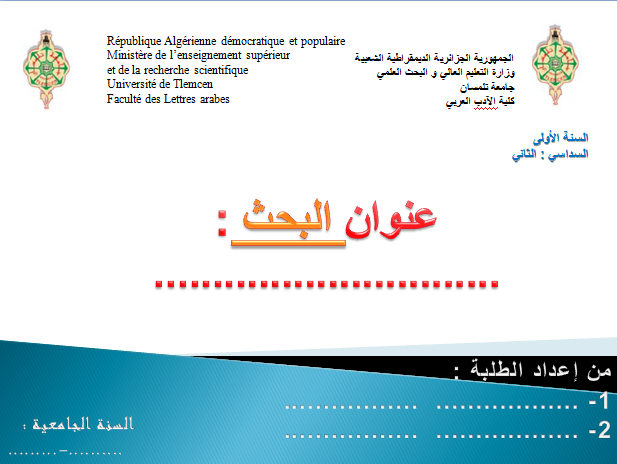 République Algérienne démocratique et populaire
Ministère de l’enseignement supérieur
et de la recherche scientifique
Université de Tlemcen
Faculté des Lettres arabes
الجمهورية الجزائرية الديمقراطية الشعبية
وزارة التعليم العالي و البحث العلمي
جامعة تلمسان
كلية الآدب العربي
السنة الأولى
السداسي : الثاني
عنوان البحث :
................................
من إعداد الطلبة :
1- .................. .................
2- .................. .................
السنة الجامعية :
..........–.........